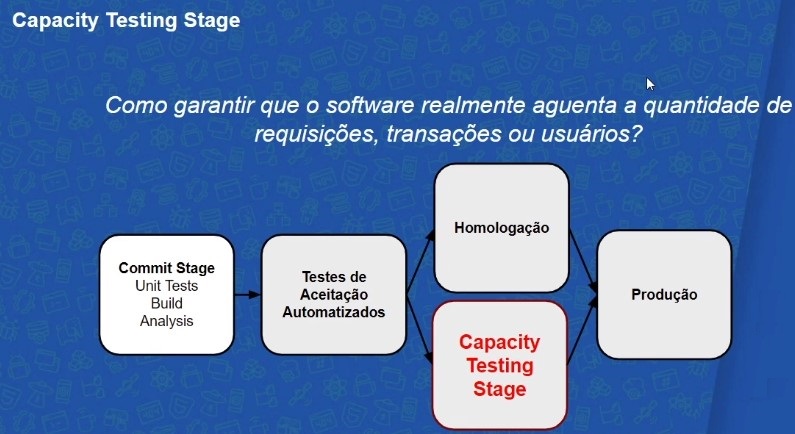 Capacity Testing Stage
Como garantir que o software realmente aguenta a quantidade de
requisições, transações ou usuários?
Commit Stage
Unit Tests
Build
Analysis
Testes de
Aceitação
Automatizados
Homologação
Capacity
Testing
Stage
Produção